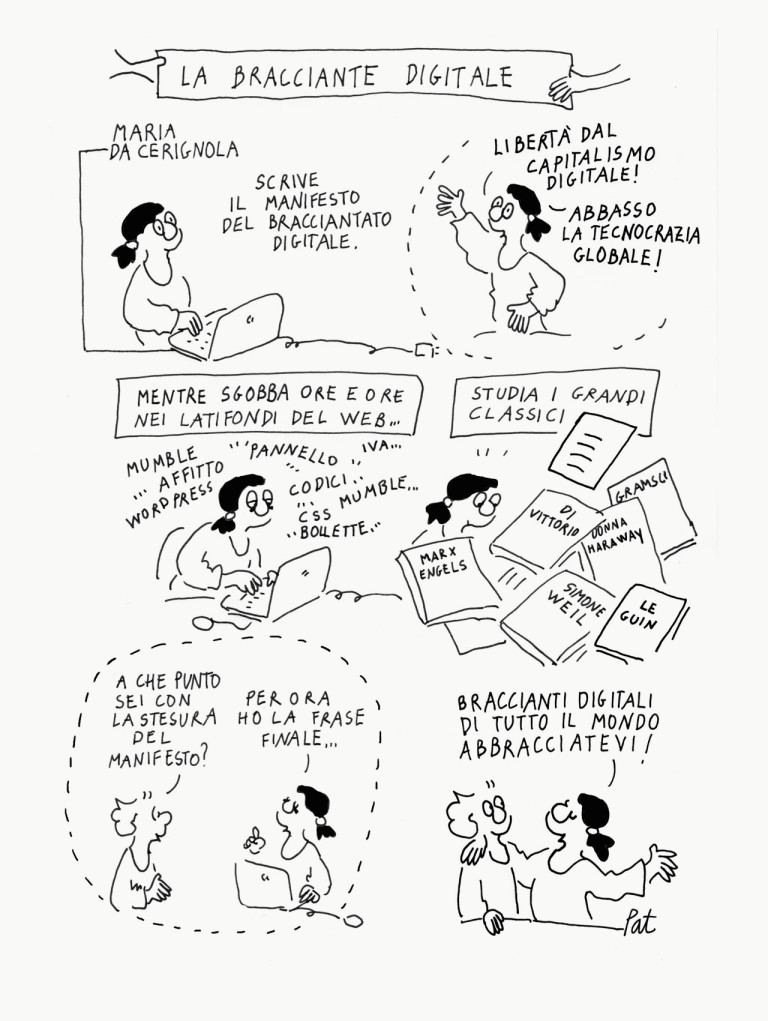 LA BRACCIANTE DIGITALE
MARIA
DA CERIGNOLA
SCRIVE
IL MANIFESTO
DEL BRACCIANTATO
DIGITALE.
LIBERTÀ DAL
CAPITALISMO
DIGITALE!
ABBASSO
LA TECNOCRAZIA
GLOBALE!
MENTRE SGOBBA ORE E ORE
NEI LATIFONDI DEL WEB...
MUMBLE
... AFFITTO
WORDPRESS
"PANNELLO
IVA...
CODICI..
... MUMBLE...
CSS
"BOLLETTE."
STUDIA I GRANDI
CLASSICI
MARX
ENGELS
DI
VITTORIO
DONNA
HARAWAY
GRAMSCI
SIMONE
WEIL
LE
GUIN
A CHE PUNTO
SEI CON
LA STESURA
DEL
MANIFESTO?
PER ORA
HO LA FRASE
FINALE...
BRACCIANTI DIGITALI
DI TUTTO IL MONDO
ABBRACCIATEVI!
Pat